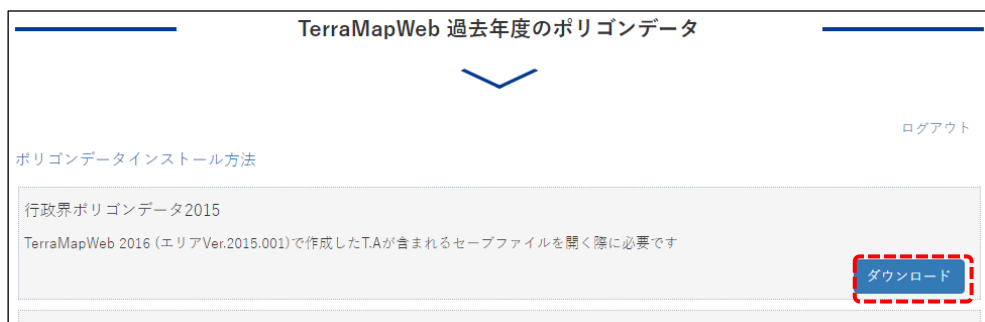 TerraMapWeb 過去年度のポリゴンデータ
ログアウト
ポリゴンデータインストール方法
行政界ポリゴンデータ2015
TerraMapWeb 2016 (エリアVer.2015.001)で作成したT.Aが含まれるセーブファイルを開く際に必要です
ダウンロード